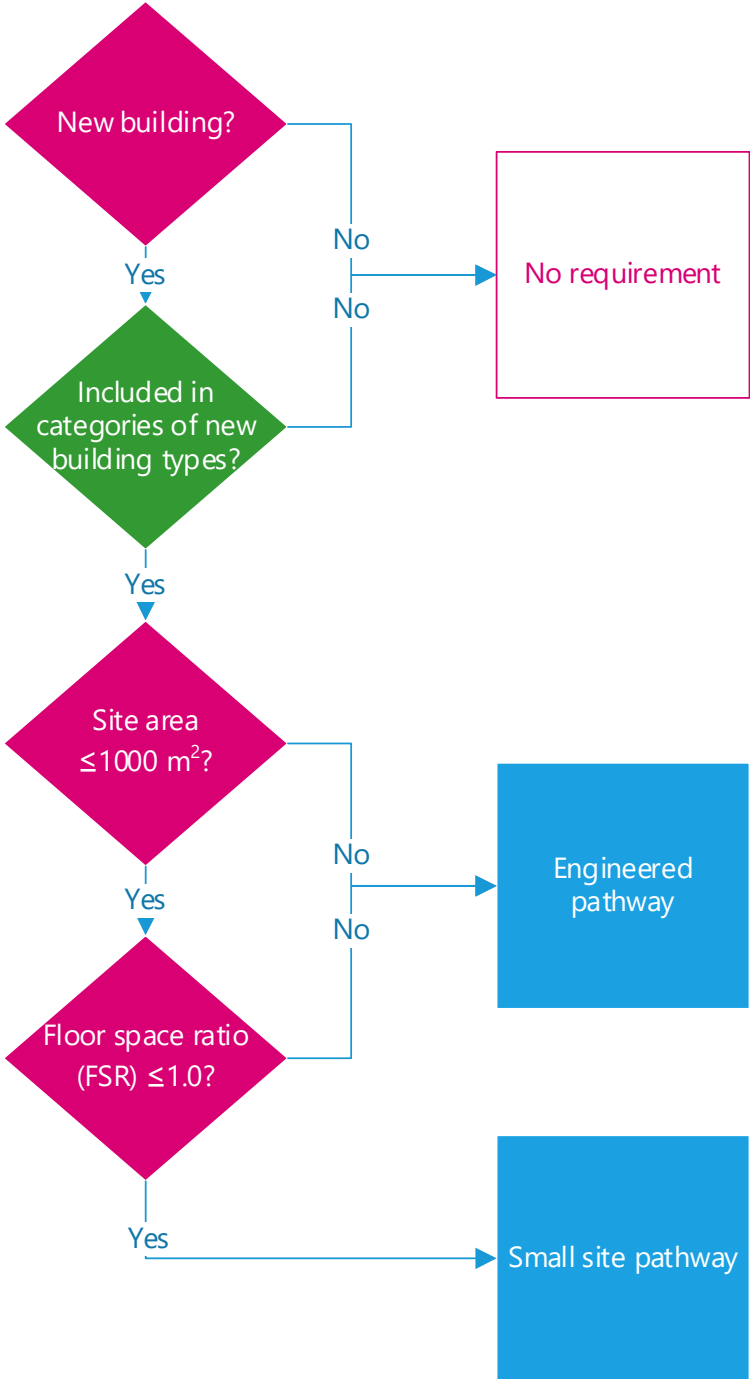 New building?
No
Yes
No requirement
No
Included in
categories of new
building types?
Yes
Site area
≤1000 m²?
No
Engineered
pathway
Yes
No
Floor space ratio
(FSR) ≤1.0?
Yes
Small site pathway